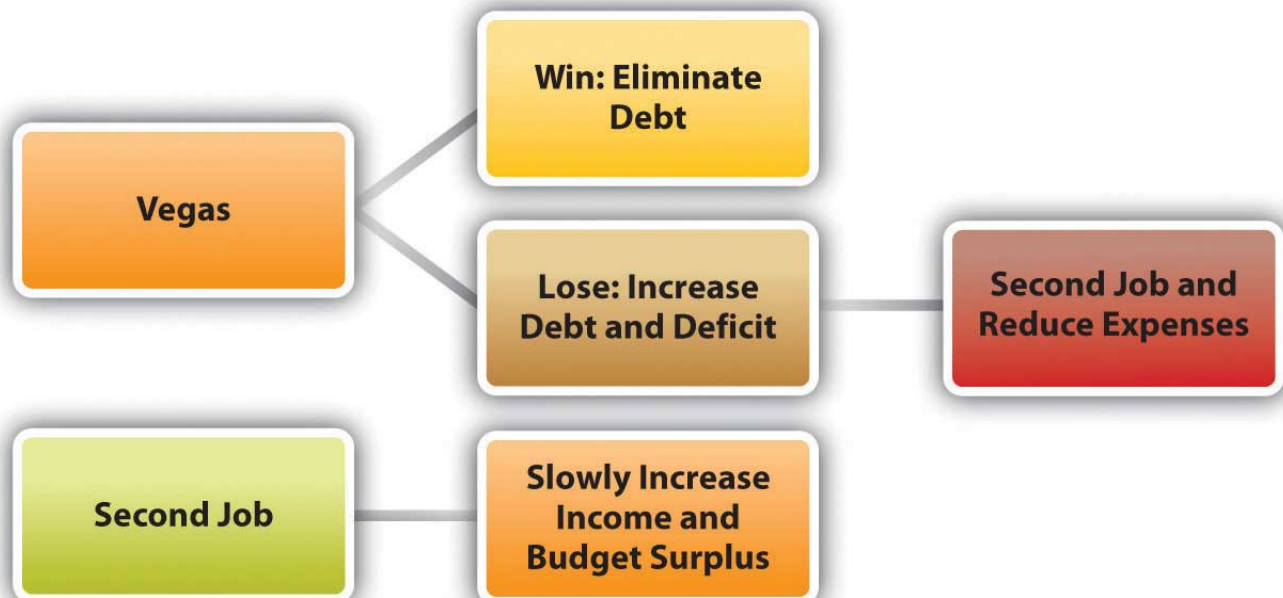 Win: Eliminate
Debt
Vegas
Lose: Increase
Debt and Deficit
Second Job and
Reduce Expenses
Second Job
Slowly Increase
Income and
Budget Surplus